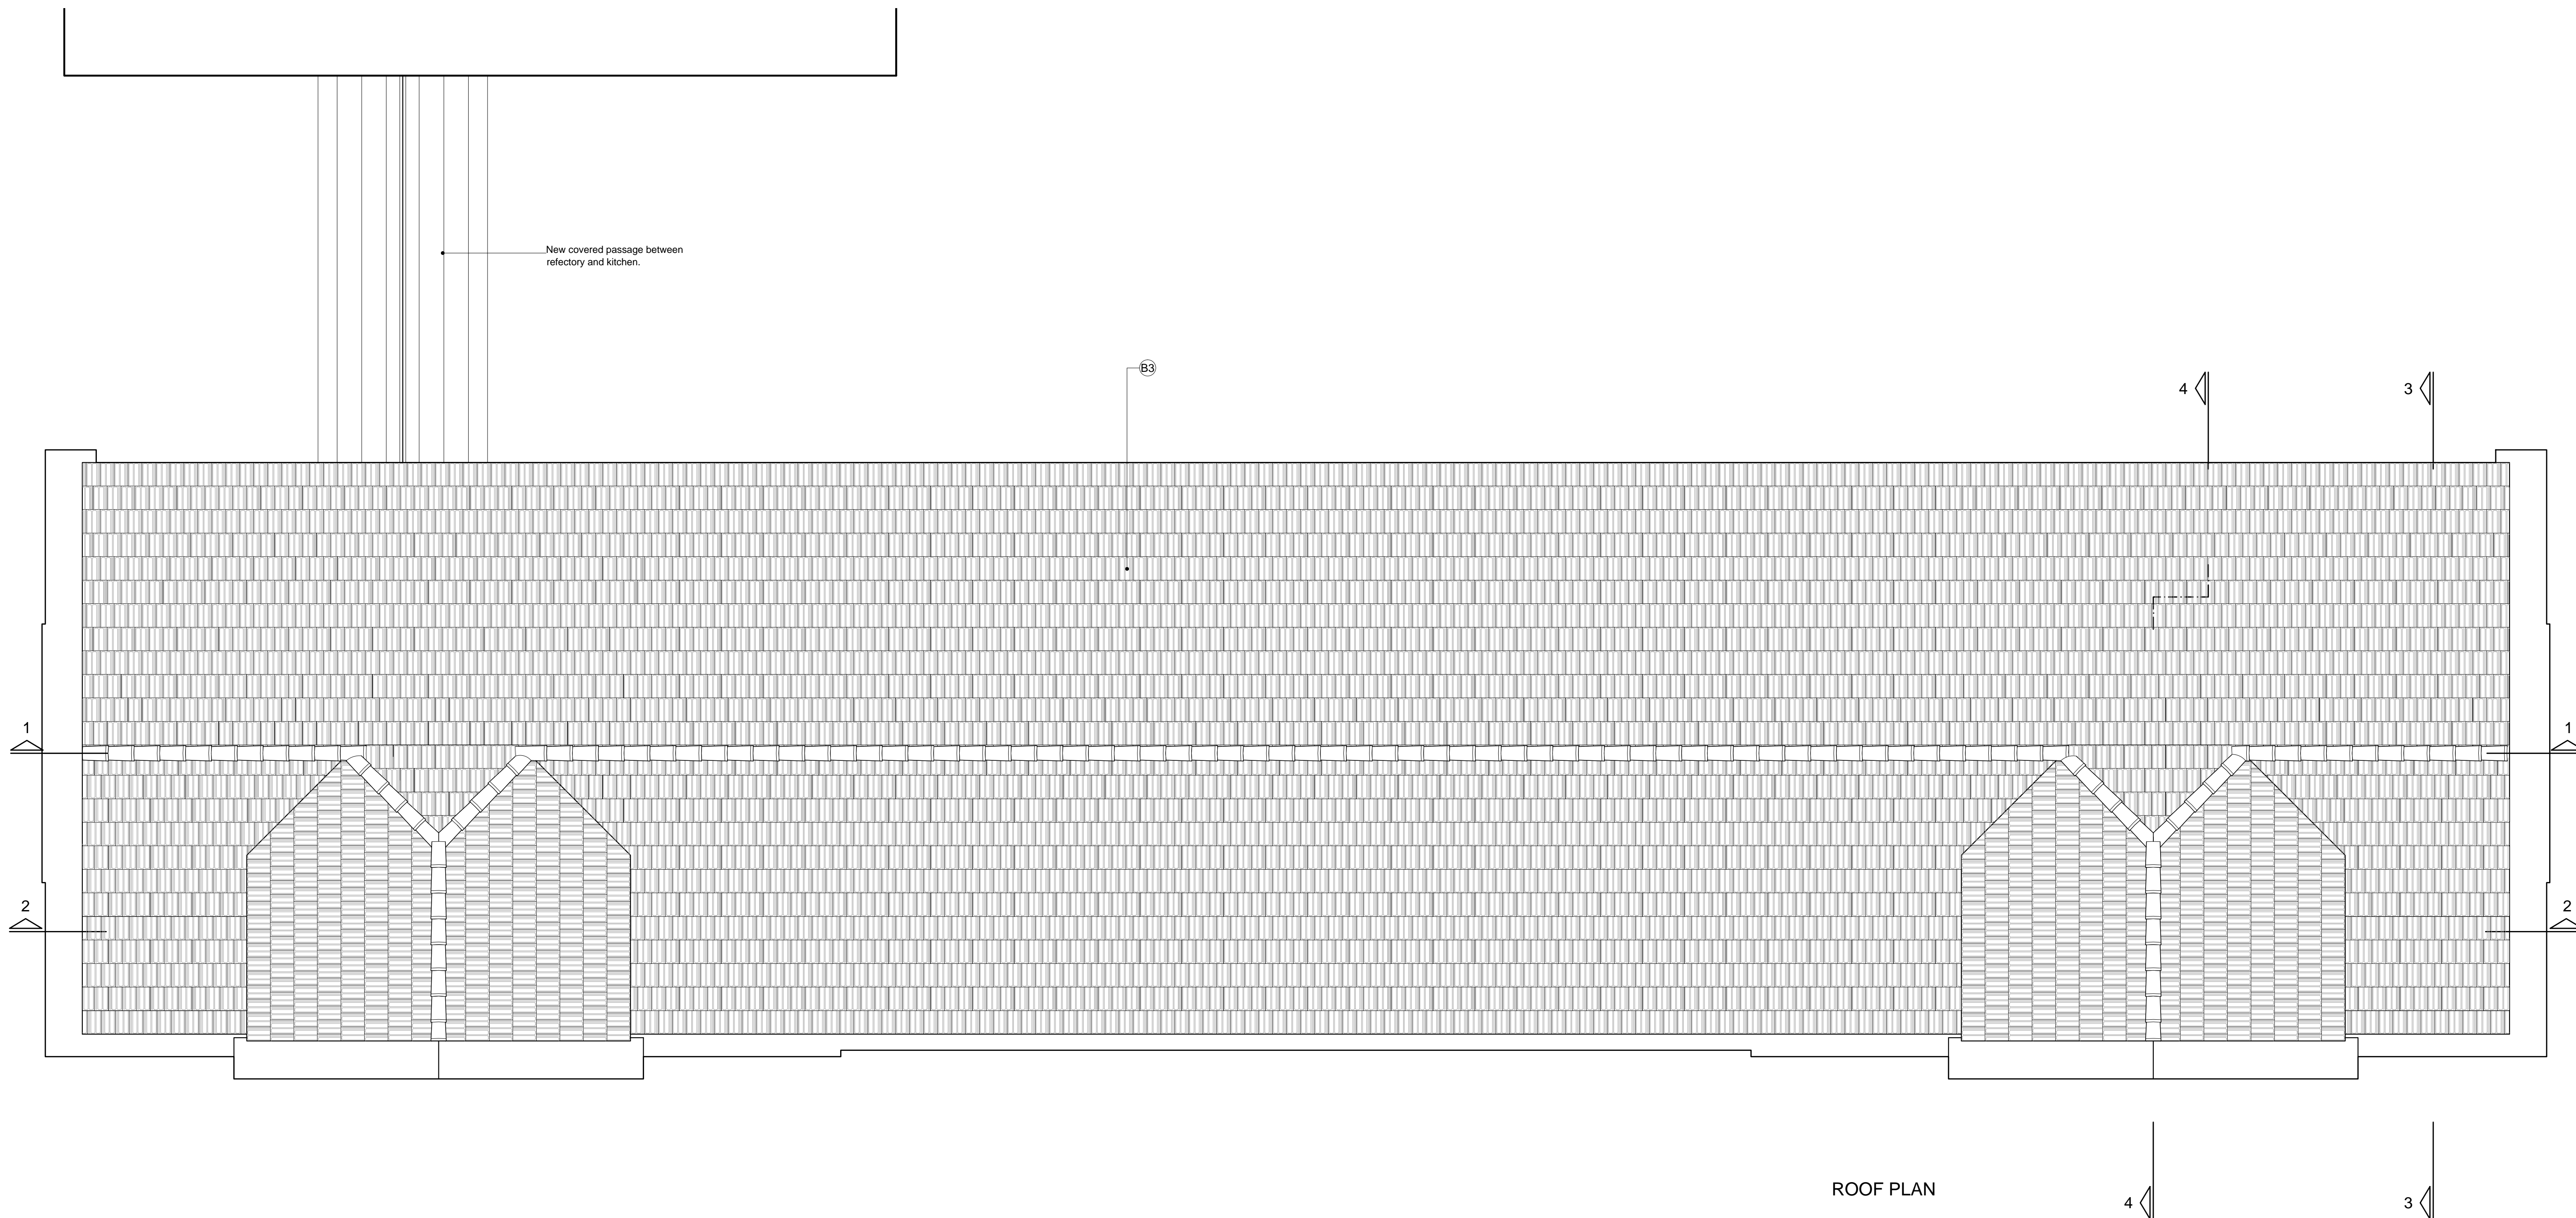 New covered passage between
refectory and kitchen.
B3
4
3
1
1
2
2
ROOF PLAN
4
3